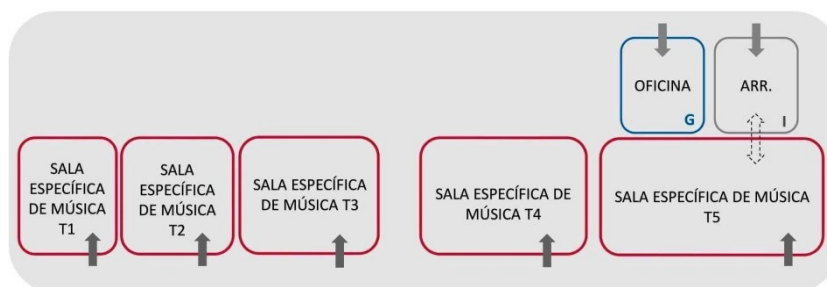 OFICINA
G
ARR.
I
SALA
ESPECÍFICA
DE MÚSICA
T1
SALA
ESPECÍFICA
DE MÚSICA
T2
SALA ESPECÍFICA
DE MÚSICA T3
SALA ESPECÍFICA DE
MÚSICA T4
SALA ESPECÍFICA DE MÚSICA
T5